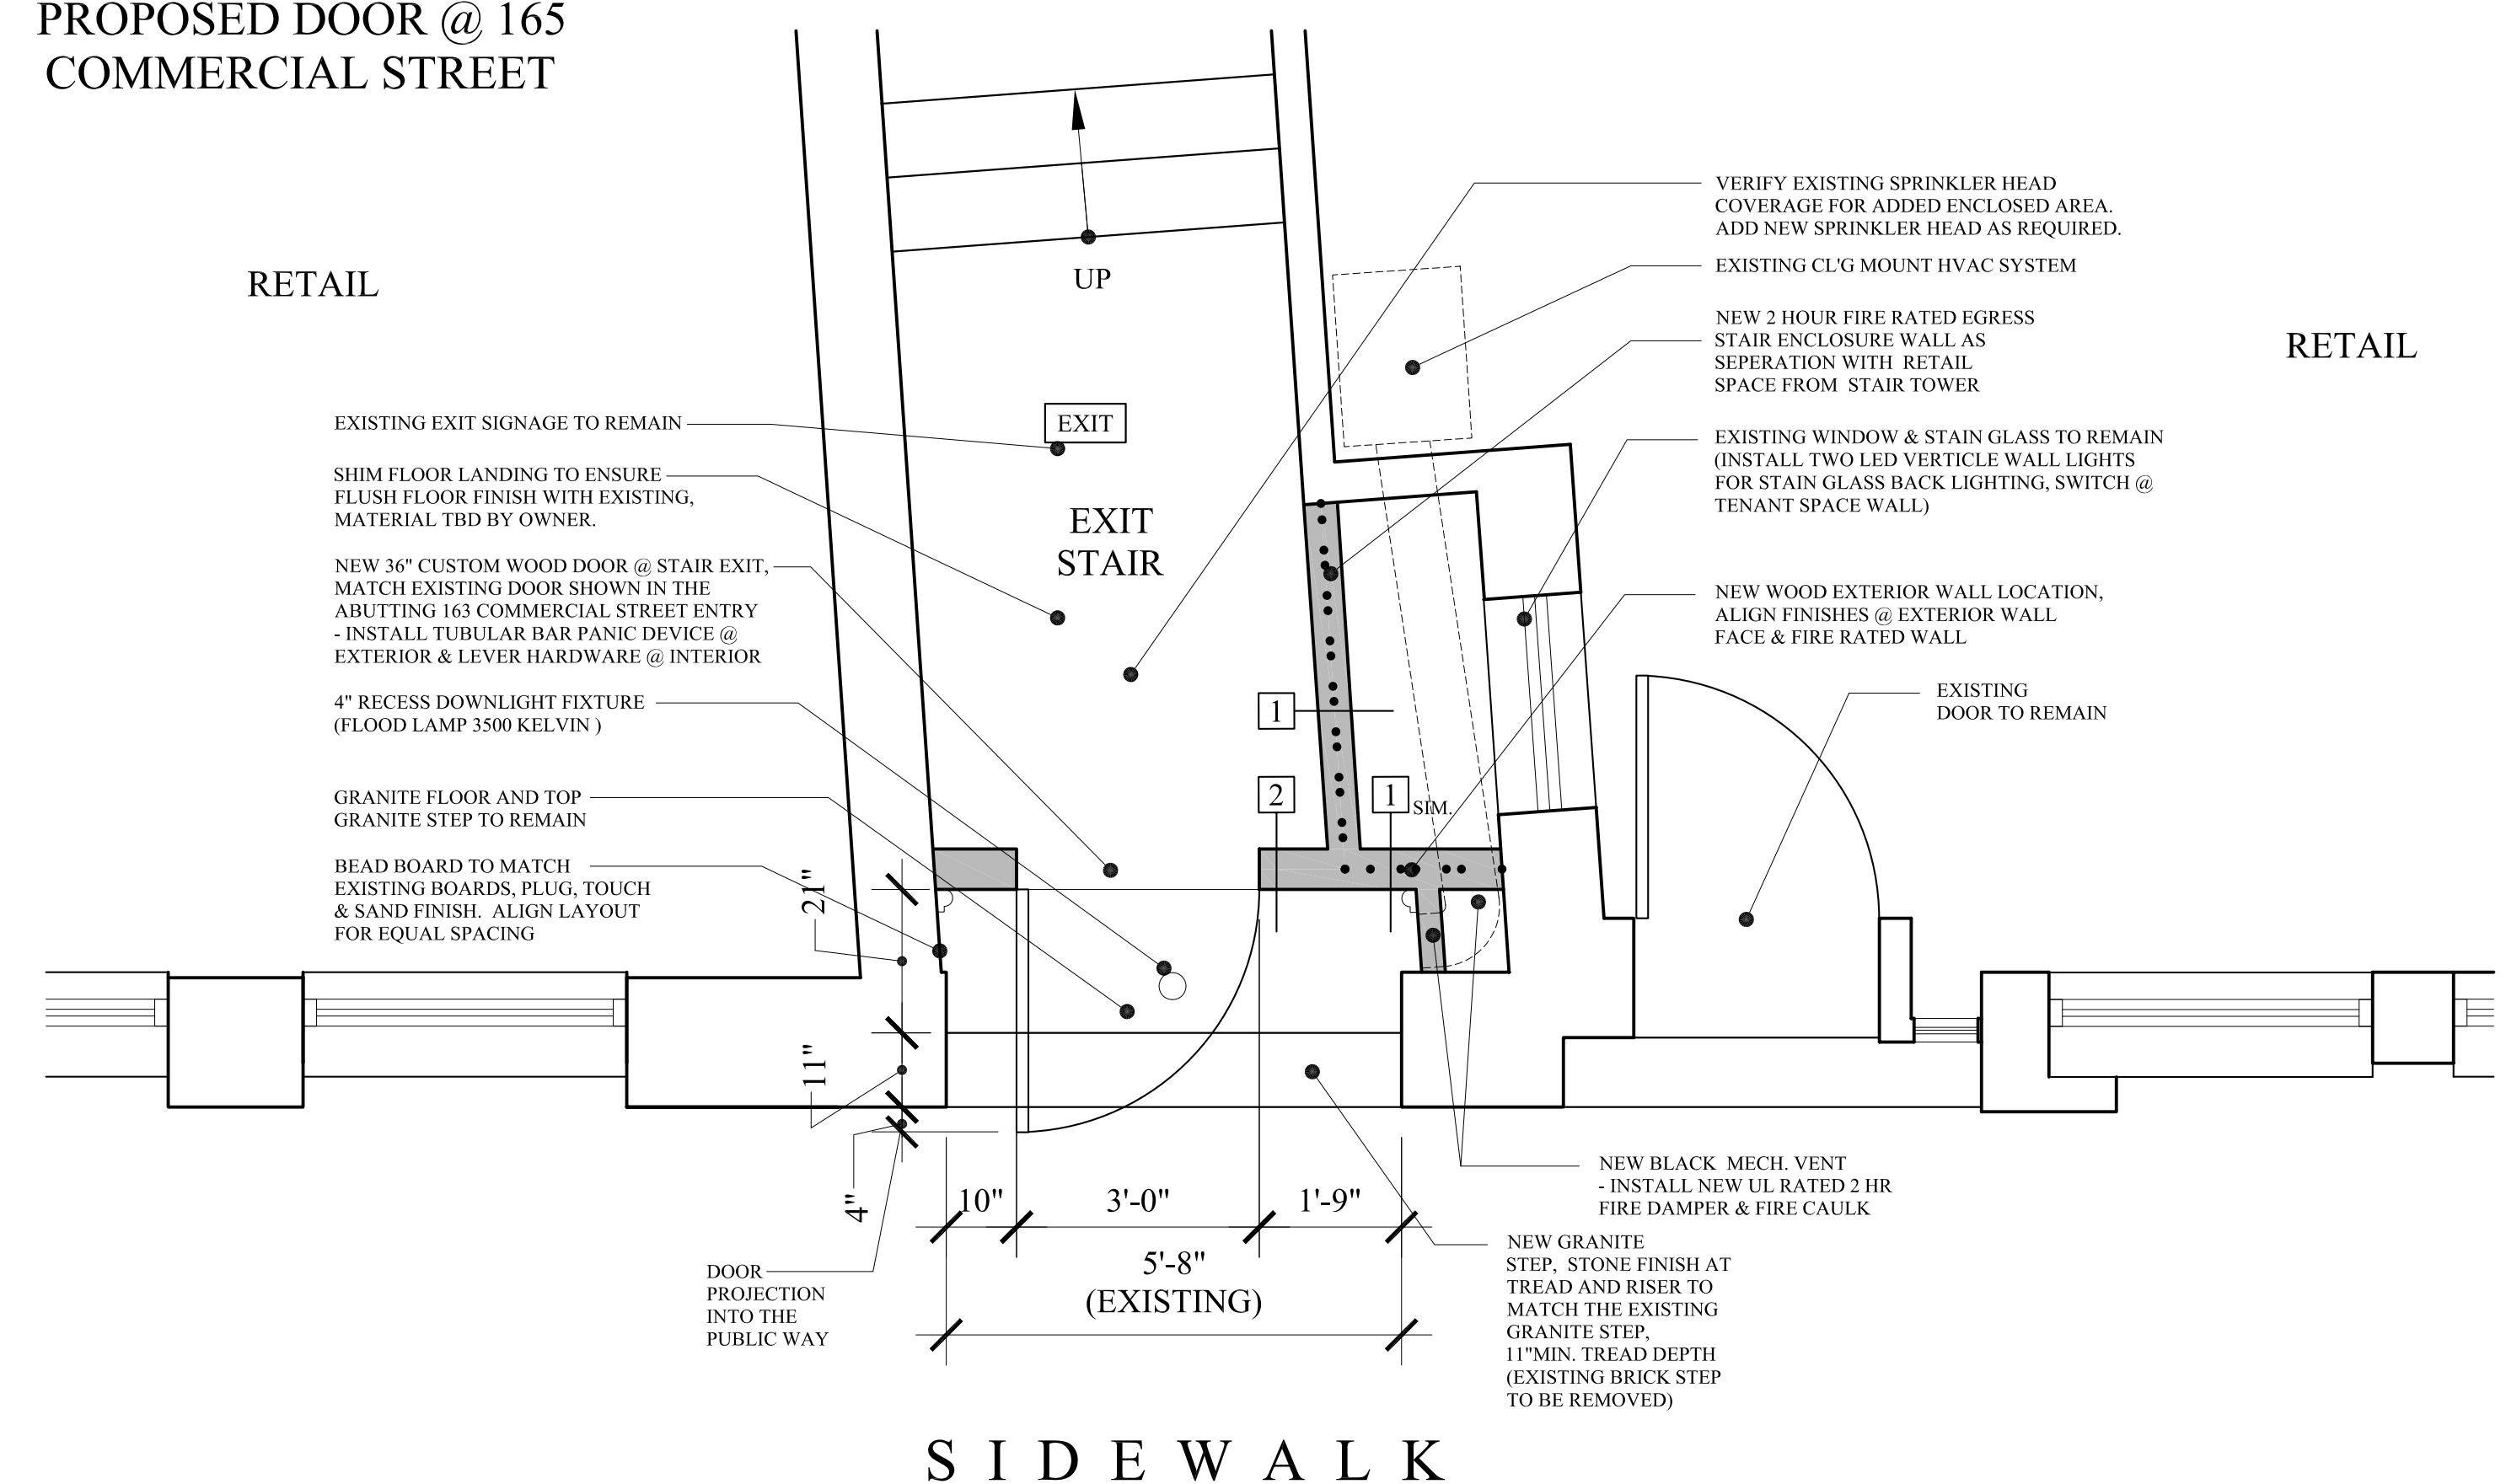 PROPOSED DOOR @ 165
COMMERCIAL STREET
RETAIL
UP
RETAIL
EXISTING EXIT SIGNAGE TO REMAIN
SHIM FLOOR LANDING TO ENSURE
FLUSH FLOOR FINISH WITH EXISTING,
MATERIAL TBD BY OWNER.
NEW 36" CUSTOM WOOD DOOR @ STAIR EXIT,
MATCH EXISTING DOOR SHOWN IN THE
ABUTTING 163 COMMERCIAL STREET ENTRY
- INSTALL TUBULAR BAR PANIC DEVICE @
EXTERIOR & LEVER HARDWARE @ INTERIOR
4" RECESS DOWNLIGHT FIXTURE
(FLOOD LAMP 3500 KELVIN )
GRANITE FLOOR AND TOP
GRANITE STEP TO REMAIN
BEAD BOARD TO MATCH
EXISTING BOARDS, PLUG, TOUCH
& SAND FINISH. ALIGN LAYOUT
FOR EQUAL SPACING
EXIT
EXIT
STAIR
1
2
1
SIM.
VERIFY EXISTING SPRINKLER HEAD
COVERAGE FOR ADDED ENCLOSED AREA.
ADD NEW SPRINKLER HEAD AS REQUIRED.
EXISTING CL'G MOUNT HVAC SYSTEM
NEW 2 HOUR FIRE RATED EGRESS
STAIR ENCLOSURE WALL AS
SEPERATION WITH RETAIL
SPACE FROM STAIR TOWER
EXISTING WINDOW & STAIN GLASS TO REMAIN
(INSTALL TWO LED VERTICLE WALL LIGHTS
FOR STAIN GLASS BACK LIGHTING, SWITCH @
TENANT SPACE WALL)
NEW WOOD EXTERIOR WALL LOCATION,
ALIGN FINISHES @ EXTERIOR WALL
FACE & FIRE RATED WALL
EXISTING
DOOR TO REMAIN
21"
11"
4"
10"
3'-0"
1'-9"
5'-8"
(EXISTING)
DOOR
PROJECTION
INTO THE
PUBLIC WAY
NEW BLACK MECH. VENT
- INSTALL NEW UL RATED 2 HR
FIRE DAMPER & FIRE CAULK
NEW GRANITE
STEP, STONE FINISH AT
TREAD AND RISER TO
MATCH THE EXISTING
GRANITE STEP,
11"MIN. TREAD DEPTH
(EXISTING BRICK STEP
TO BE REMOVED)
SIDEWALK